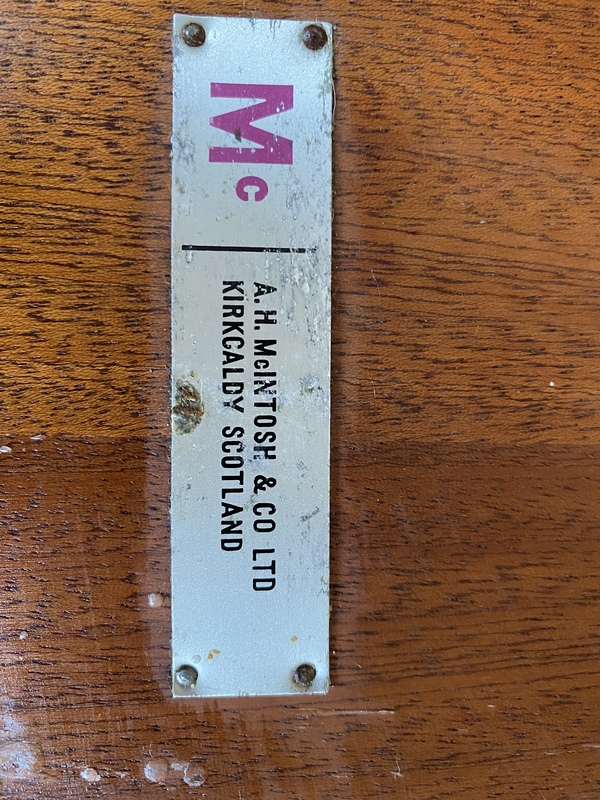 Mc
A. H. McINTOSH & CO LTD
KIRKCALDY SCOTLAND